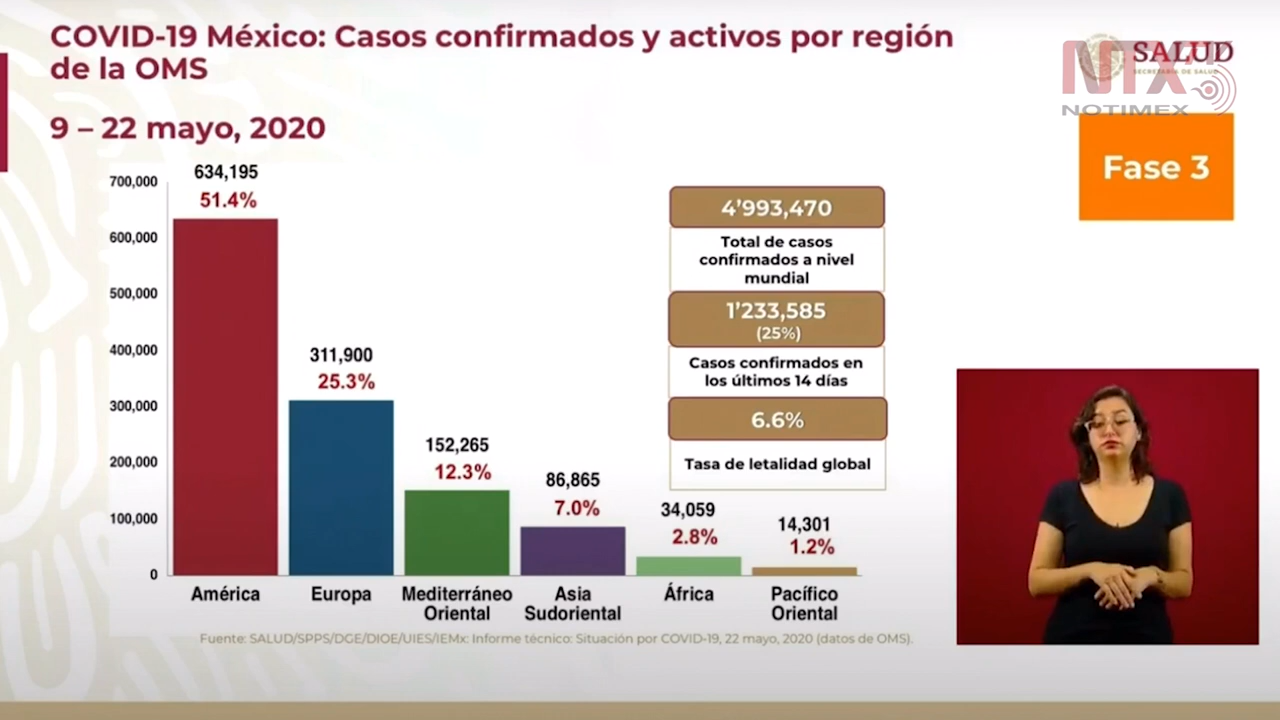 COVID-19 México: Casos confirmados y activos por región
de la OMS
9 – 22 mayo, 2020
SALUD
SECRETARÍA DE SALUD
NTX
NOTIMEX
Fase 3
700,000
600,000
500,000
400,000
300,000
200,000
100,000
0
634,195
51.4%
311,900
25.3%
152,265
12.3%
86,865
7.0%
34,059
2.8%
14,301
1.2%
América
Europa
Mediterráneo
Oriental
Asia
Sudoriental
África
Pacífico
Oriental
4’993,470
Total de casos
confirmados a nivel
mundial
1’233,585
(25%)
Casos confirmados en
los últimos 14 días
6.6%
Tasa de letalidad global
Fuente: SALUD/SPPS/DGE/DIOE/UIES/IEMx: Informe técnico: Situación por COVID-19, 22 mayo, 2020 (datos de OMS).